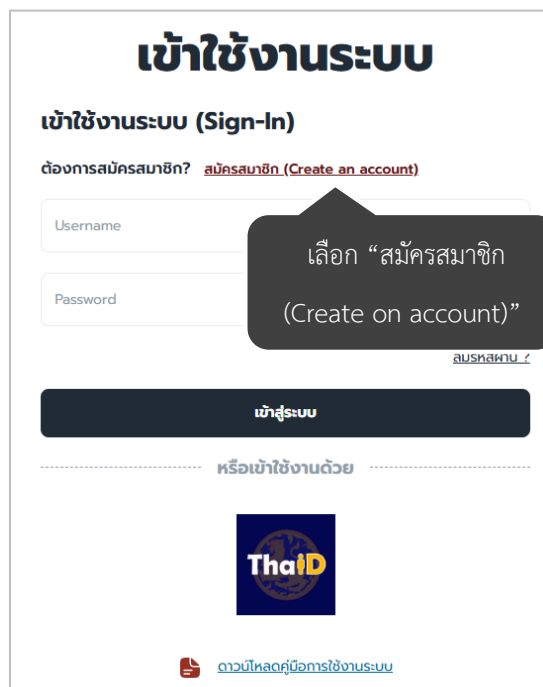 เข้าใช้งานระบบ
เข้าใช้งานระบบ (Sign-In)
ต้องการสมัครสมาชิก? สมัครสมาชิก (Create an account)
Username
เลือก “สมัครสมาชิก
(Create on account)”
Password
ลืมรหัสผ่าน ?
เข้าสู่ระบบ
หรือเข้าใช้งานด้วย
ThaiD
ดาวน์โหลดคู่มือการใช้งานระบบ